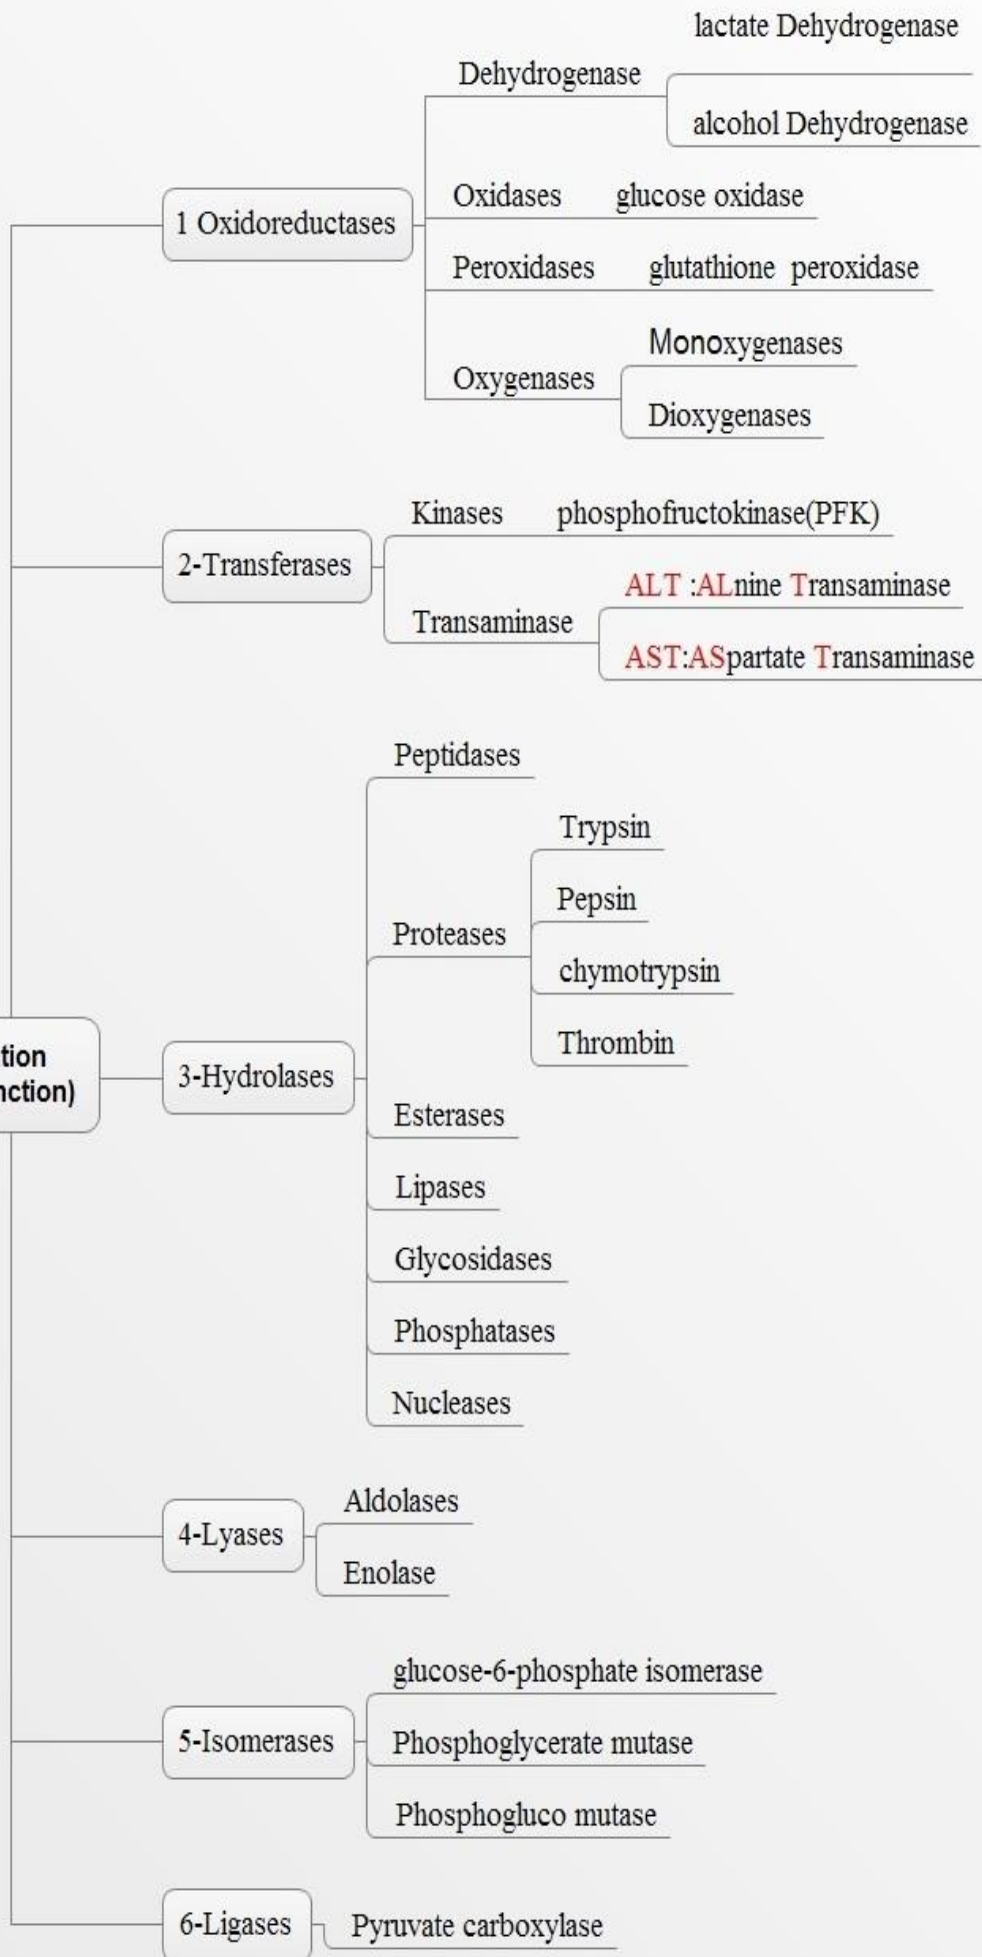 lactate Dehydrogenase
Dehydrogenase
alcohol Dehydrogenase
1 Oxidoreductases
Oxidases glucose oxidase
Peroxidases glutathione peroxidase
Monoxygenases
Oxygenases
Dioxygenases
Kinases phosphofructokinase(PFK)
2-Transferases
ALT :ALnine Transaminase
Transaminase
AST:ASpartate Transaminase
Peptidases
Trypsin
Pepsin
Proteases
chymotrypsin
Thrombin
tion
nction)
3-Hydrolases
Esterases
Lipases
Glycosidases
Phosphatases
Nucleases
Aldolases
4-Lyases
Enolase
glucose-6-phosphate isomerase
5-Isomerases
Phosphoglycerate mutase
Phosphogluco mutase
6-Ligases
Pyruvate carboxylase